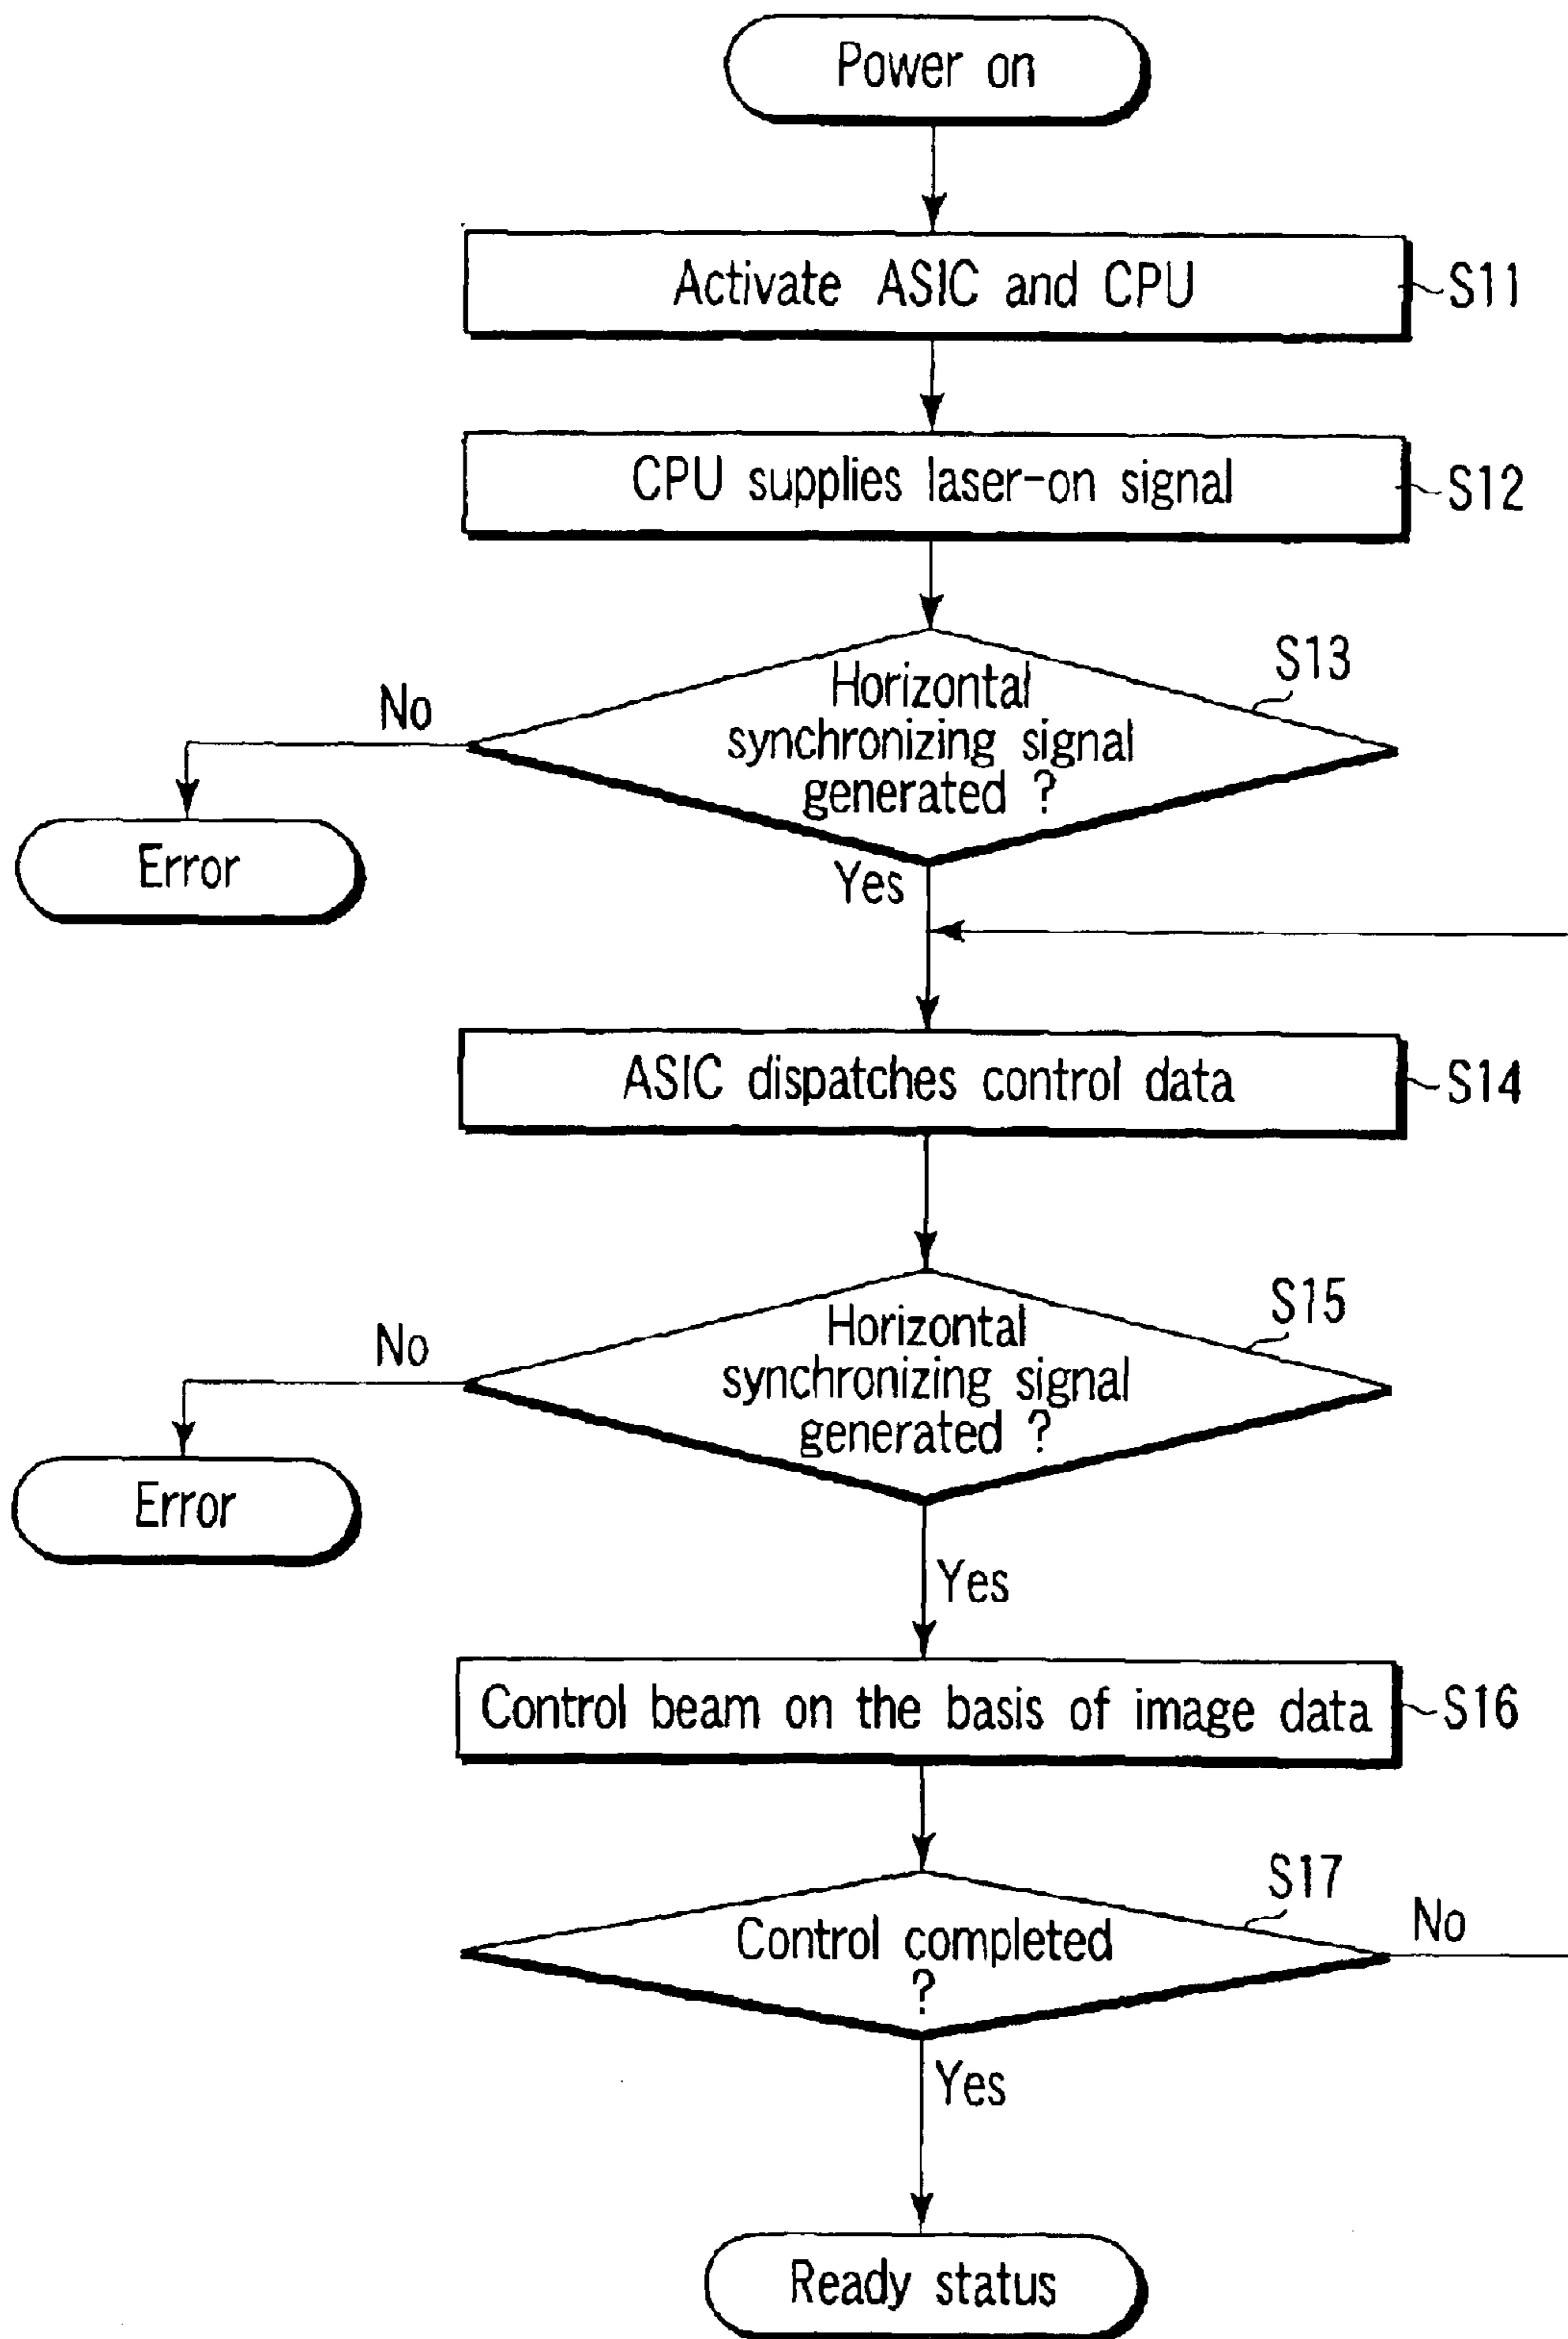 Power on
Activate ASIC and CPU
S11
CPU supplies laser-on signal
S12
S13
Horizontal
synchronizing signal
generated ?
No
Error
Yes
ASIC dispatches control data
S14
S15
Horizontal
synchronizing signal
generated ?
No
Error
Yes
Control beam on the basis of image data
S16
S17
Control completed
?
No
Yes
Ready status